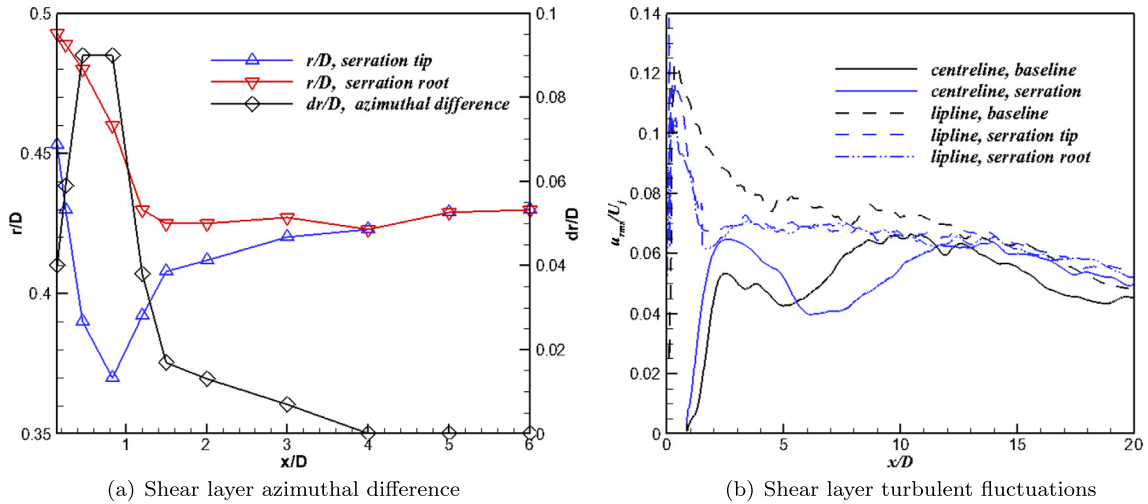 0.5
0.45
0.4
0.35
r/D
r/D, serration tip
r/D, serration root
dr/D, azimuthal difference
0.1
0.08
0.06
0.04
0.02
0
dr/D
1 2 3 4 5 6
x/D
(a) Shear layer azimuthal difference
0.14
0.12
0.1
0.08
0.06
0.04
0.02
0
u_rms/U_j
centreline, baseline
centreline, serration
lipline, baseline
lipline, serration tip
lipline, serration root
0 5 10 15 20
x/D
(b) Shear layer turbulent fluctuations